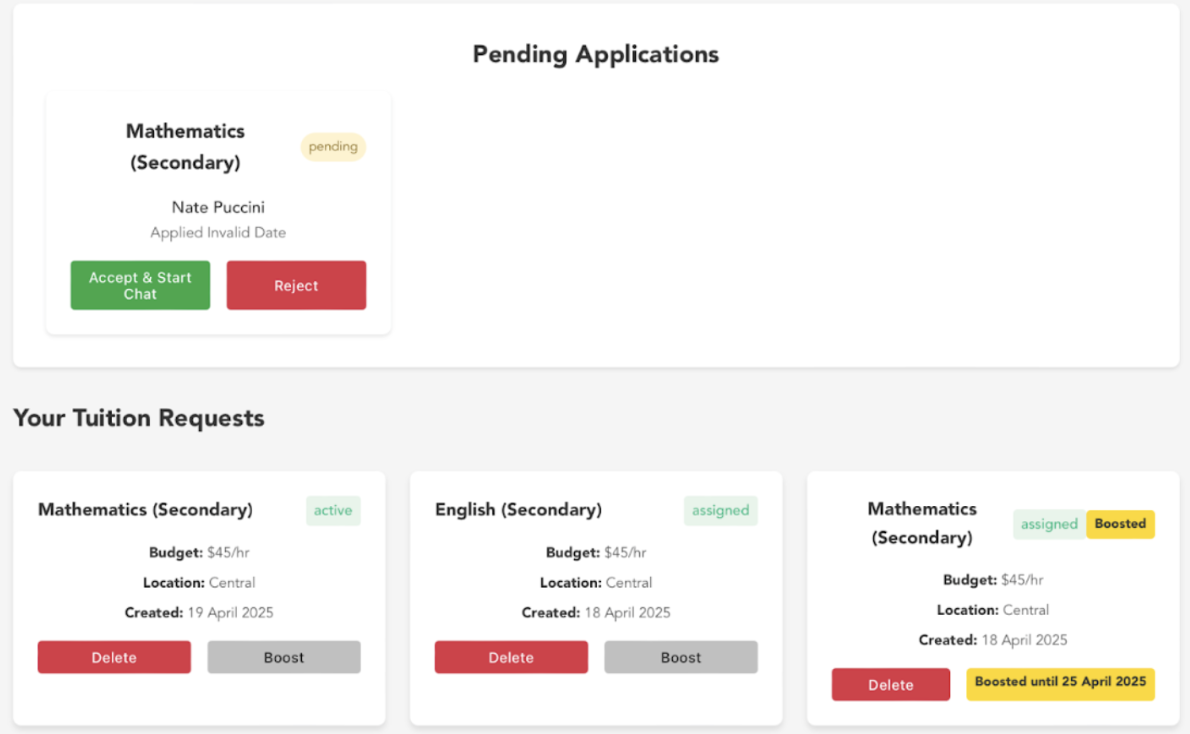 Pending Applications
Mathematics
(Secondary)
pending
Nate Puccini
Applied Invalid Date
Accept & Start
Chat
Reject
Your Tuition Requests
Mathematics (Secondary)
active
Budget: $45/hr
Location: Central
Created: 19 April 2025
Delete
Boost
English (Secondary)
assigned
Budget: $45/hr
Location: Central
Created: 18 April 2025
Delete
Boost
Mathematics
(Secondary)
assigned
Boosted
Budget: $45/hr
Location: Central
Created: 18 April 2025
Delete
Boosted until 25 April 2025